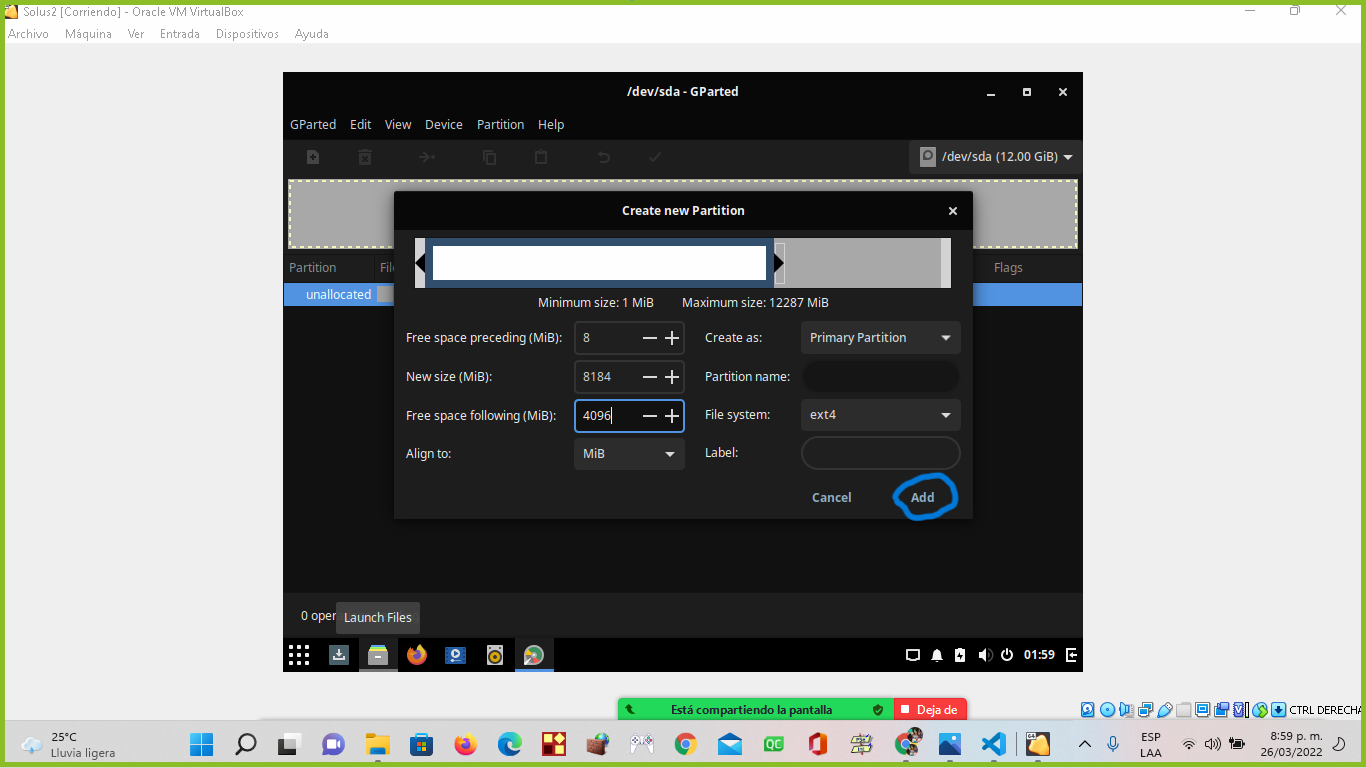 Solus2 [Corriendo] - Oracle VM VirtualBox
Archivo Máquina Ver Entrada Dispositivos Ayuda
/dev/sda - GParted
GParted Edit View Device Partition Help
/dev/sda (12.00 GiB)
Create new Partition
Partition Flags
unallocated
Minimum size: 1 MiB Maximum size: 12287 MiB
Free space preceding (MiB): 8 Create as: Primary Partition
New size (MiB): 8184 Partition name:
Free space following (MiB): 4096 File system: ext4
Align to: MiB Label:
Cancel Add
0 oper
Launch Files
01:59
Está compartiendo la pantalla Deja de
CTRL DERECHA
25°C
Lluvia ligera
QC
64
ESP
LAA
8:59 p. m.
26/03/2022